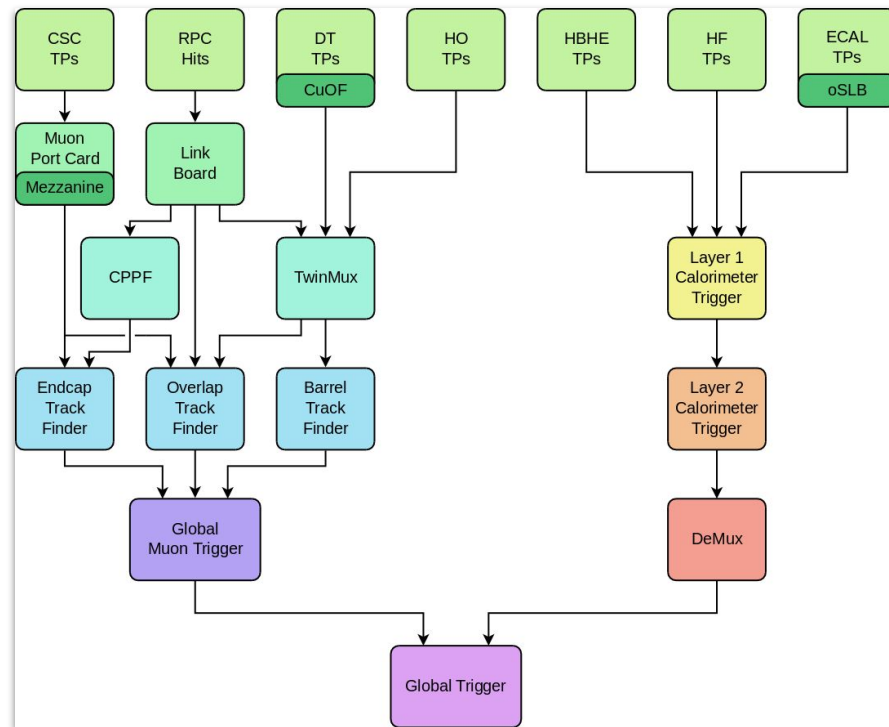 CSC
TPs
RPC
Hits
DT
TPs
CuOF
HO
TPs
HBHE
TPs
HF
TPs
ECAL
TPs
oSLB
Muon
Port Card
Mezzanine
Link
Board
CPPF
TwinMux
Layer 1
Calorimeter
Trigger
Endcap
Track
Finder
Overlap
Track
Finder
Barrel
Track
Finder
Layer 2
Calorimeter
Trigger
Global
Muon Trigger
DeMux
Global Trigger